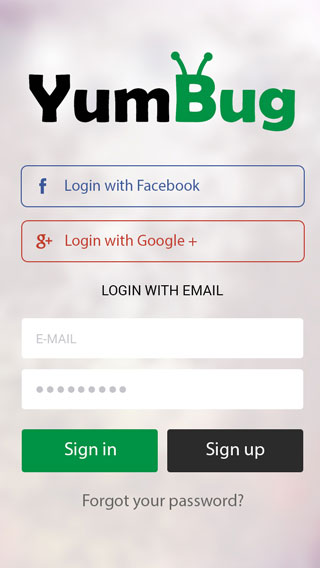 YumBug
f Login with Facebook
g+ Login with Google +
LOGIN WITH EMAIL
E-MAIL
Sign in
Sign up
Forgot your password?